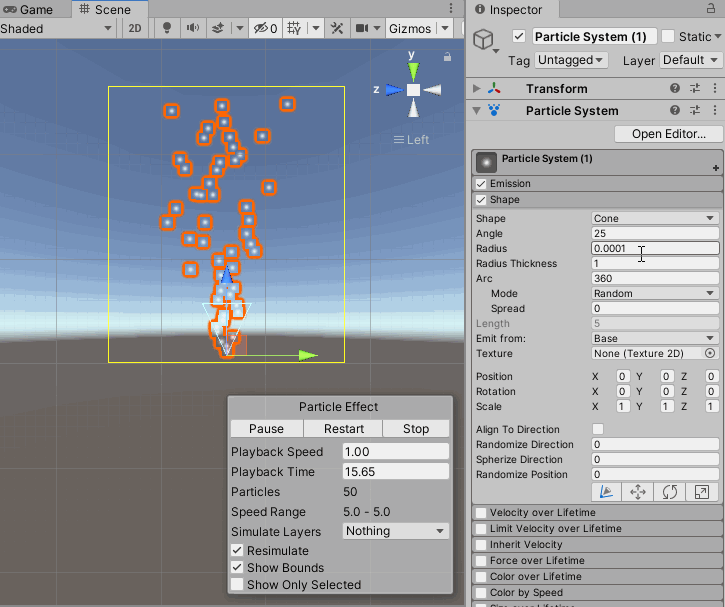 Game
Scene
Shaded
2D
0
Gizmos
y
z
Left
Particle Effect
Pause
Restart
Stop
Playback Speed 1.00
Playback Time 15.65
Particles 50
Speed Range 5.0 - 5.0
Simulate Layers Nothing
Resimulate
Show Bounds
Show Only Selected
Inspector
Particle System (1)
Static
Tag Untagged
Layer Default
Transform
Particle System
Open Editor...
Particle System (1)
Emission
Shape
Shape Cone
Angle 25
Radius 0.0001
Radius Thickness 1
Arc 360
Mode Random
Spread 0
Length 5
Emit from: Base
Texture None (Texture 2D)
Position X 0 Y 0 Z 0
Rotation X 0 Y 0 Z 0
Scale X 1 Y 1 Z 1
Align To Direction
Randomize Direction 0
Spherize Direction 0
Randomize Position 0
Velocity over Lifetime
Limit Velocity over Lifetime
Inherit Velocity
Force over Lifetime
Color over Lifetime
Color by Speed